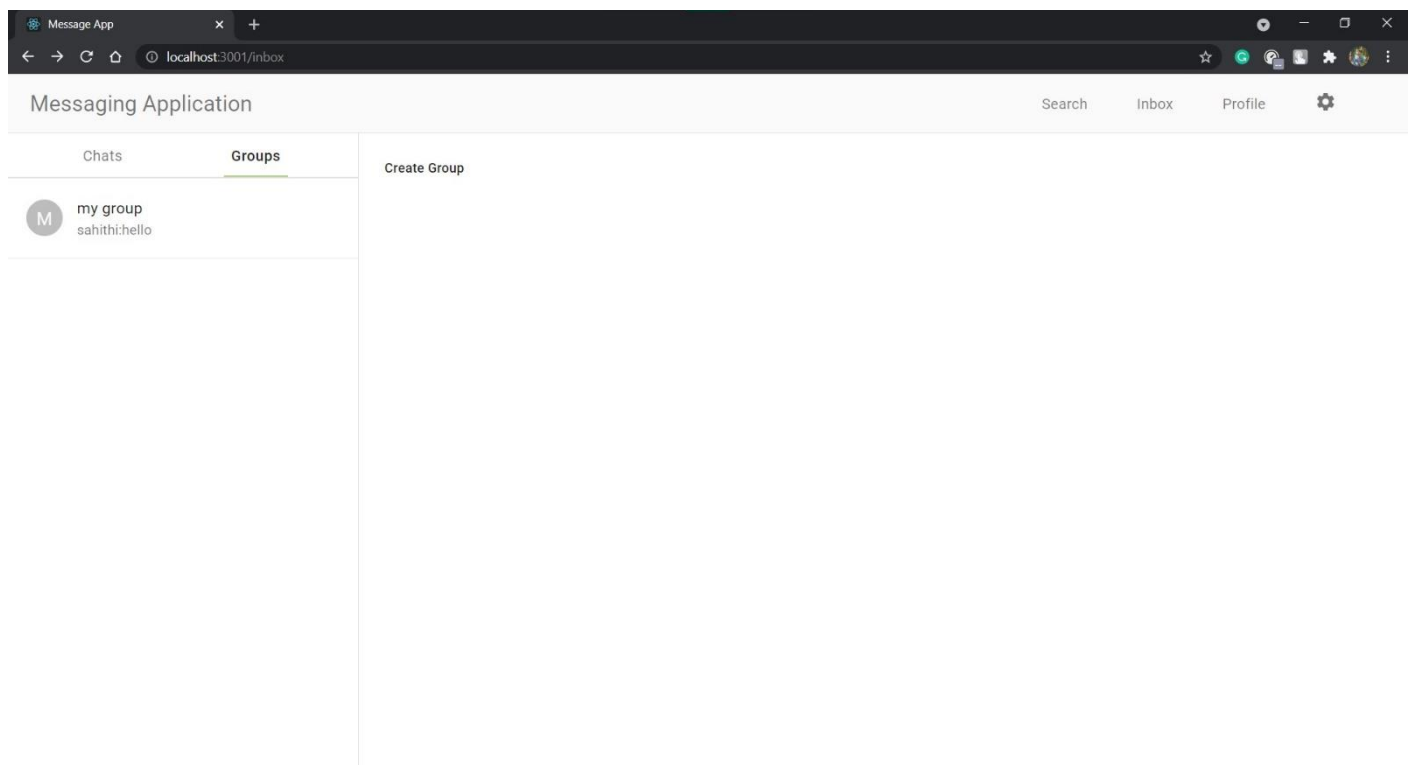 Message App
localhost:3001/inbox
Messaging Application
Search Inbox Profile
Chats Groups
Create Group
M
my group
sahithi:hello